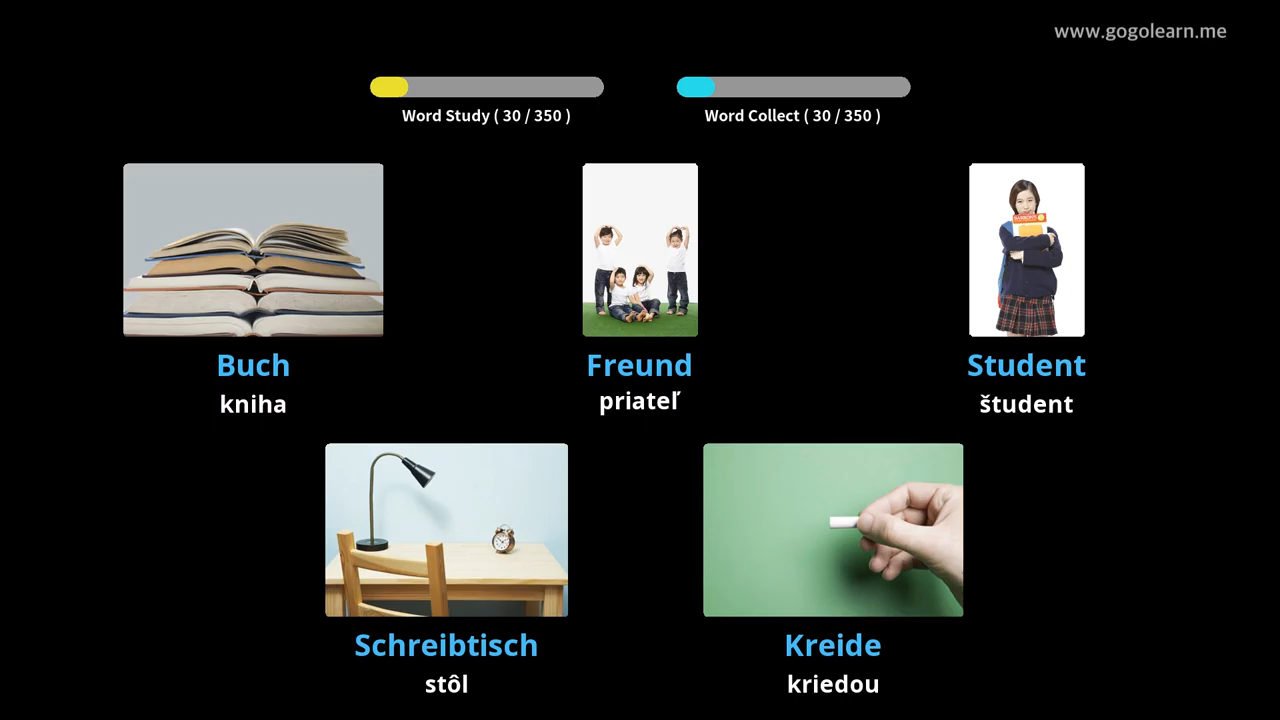 www.gogolearn.me
Word Study ( 30 / 350 )
Word Collect ( 30 / 350 )
Buch
kniha
Freund
priateľ
Student
študent
Schreibtisch
stôl
Kreide
kriedou